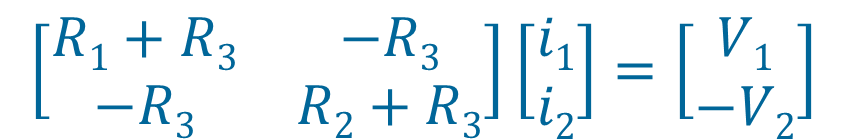 [R₁ + R₃   −R₃] [i₁] = [V₁]
[−R₃   R₂ + R₃] [i₂]   [−V₂]